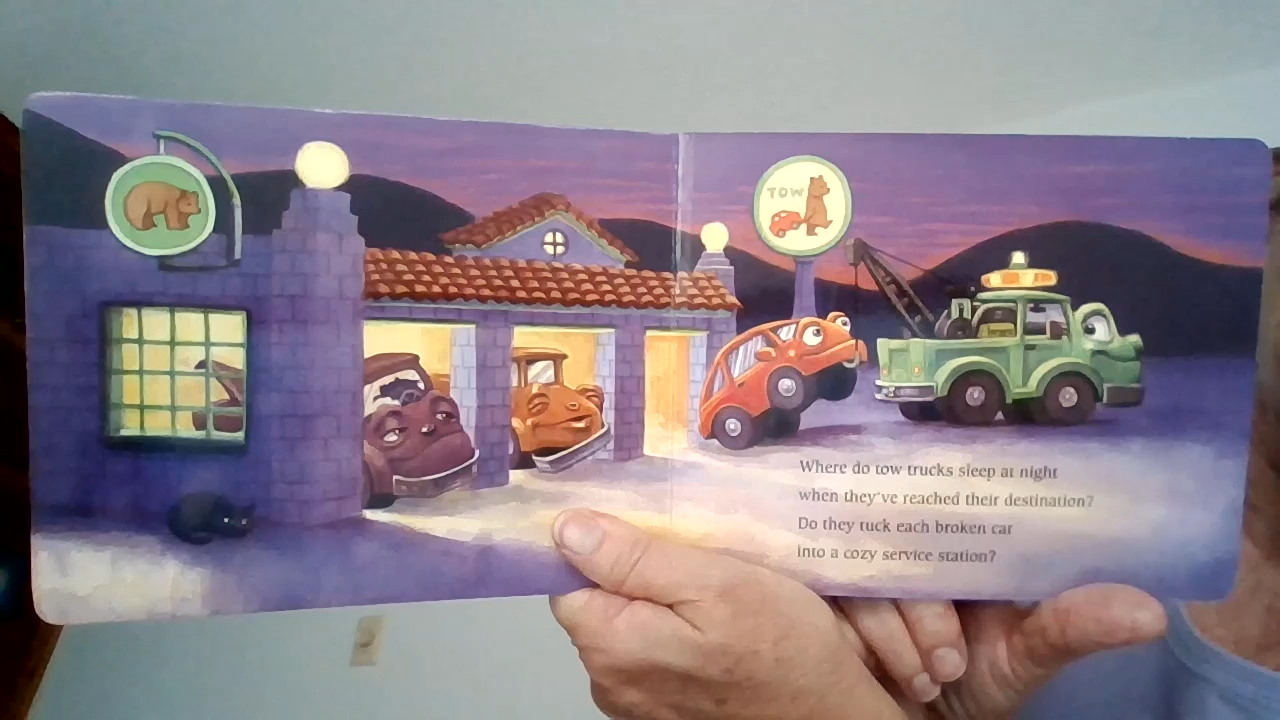 TOW
Where do tow trucks sleep at night
when they've reached their destination?
Do they tuck each broken car
into a cozy service station?